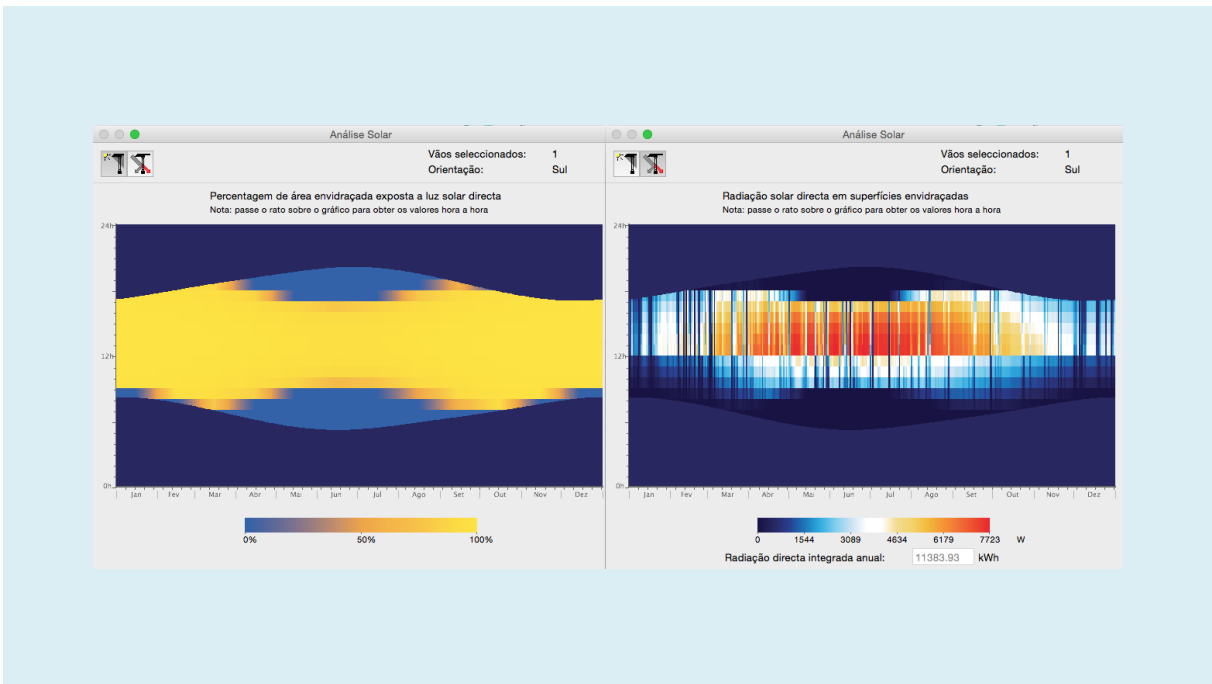 Análise Solar
Vãos seleccionados: 1
Orientação: Sul
Percentagem de área envidraçada exposta a luz solar directa
Nota: passe o rato sobre o gráfico para obter os valores hora a hora
24h
12h
0h
Jan Fev Mar Abr Mai Jun Jul Ago Set Out Nov Dez
0% 50% 100%
Análise Solar
Vãos seleccionados: 1
Orientação: Sul
Radiação solar directa em superfícies envidraçadas
Nota: passe o rato sobre o gráfico para obter os valores hora a hora
24h
12h
0h
Jan Fev Mar Abr Mai Jun Jul Ago Set Out Nov Dez
0 1544 3089 4634 6179 7723 W
Radiação directa integrada anual: 11383.93 kWh